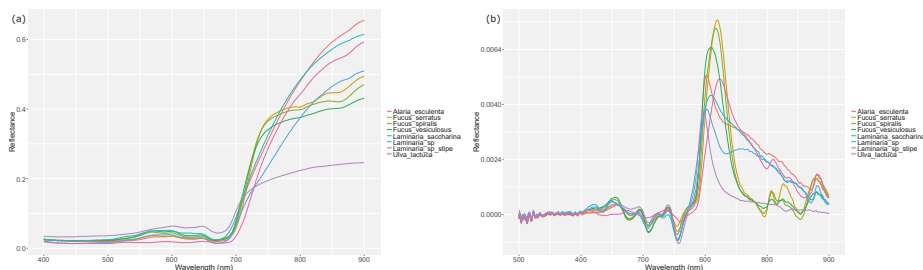 (a)
0.6
0.4
0.2
0.0
Reflectance
400
500
600
700
800
900
Wavelength (nm)
Alaria_esculenta
Fucus_serratus
Fucus_spiralis
Fucus_vesiculosus
Laminaria_saccharina
Laminaria_sp
Laminaria_sp_stipe
Ulva_lactuca
(b)
0.0064
0.0040
0.0024
0.0000
Reflectance
500
400
600
700
800
900
Wavelength (nm)
Alaria_esculenta
Fucus_serratus
Fucus_spiralis
Fucus_vesiculosus
Laminaria_saccharina
Laminaria_sp
Laminaria_sp_stipe
Ulva_lactuca